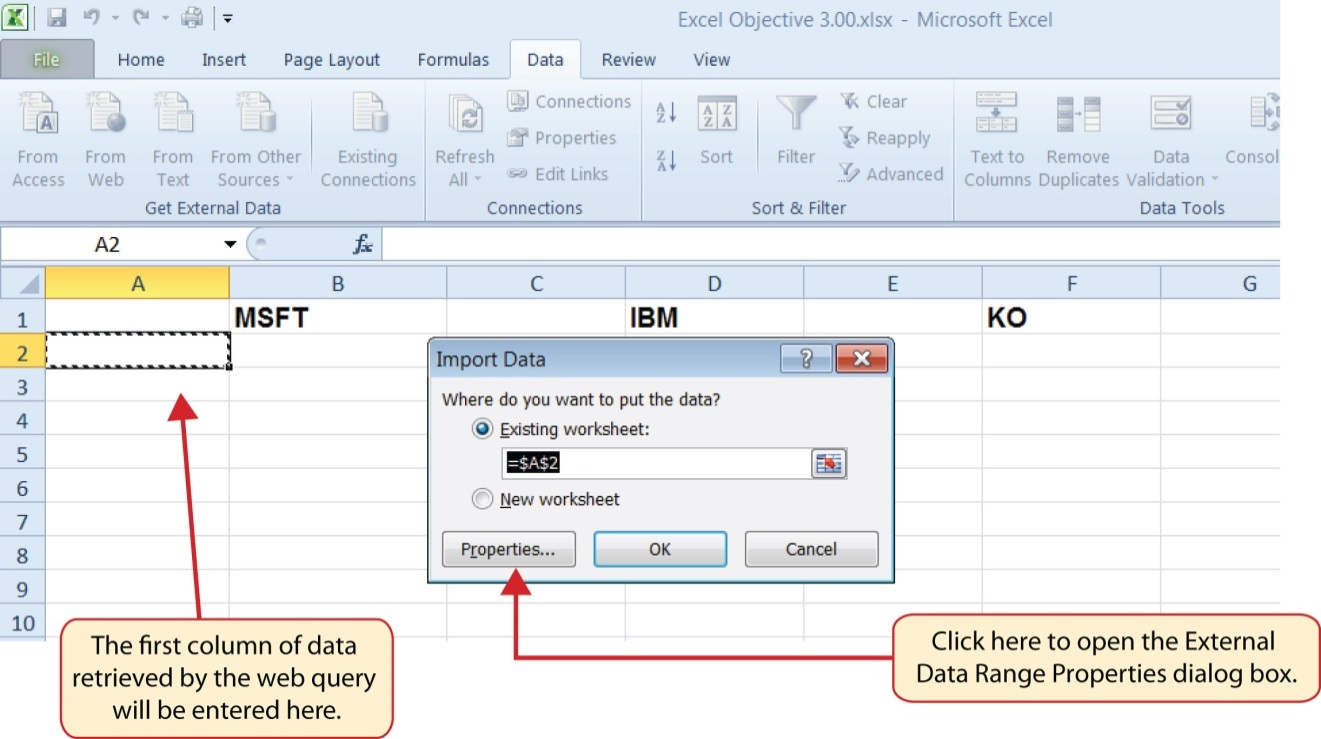 Excel Objective 3.00.xlsx - Microsoft Excel
File Home Insert Page Layout Formulas Data Review View
From Access
From Web
From Text
From Other Sources
Existing Connections
Get External Data
Refresh All
Connections
Properties
Edit Links
Connections
A Z
Z A
A Z Z A
Sort
Filter
Clear
Reapply
Advanced
Sort & Filter
Text to Columns
Remove Duplicates
Data Validation
Consol
Data Tools
A2 fx
A B C D E F G
1 MSFT IBM KO
2
3
4
5
6
7
8
9
10
Import Data
?
Where do you want to put the data?
Existing worksheet:
=$A$2
New worksheet
Properties... OK Cancel
The first column of data
retrieved by the web query
will be entered here.
Click here to open the External
Data Range Properties dialog box.